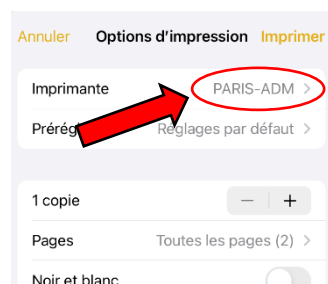 Annuler Options d'impression Imprimer
Imprimante PARIS-ADM >
Réglages par défaut >
1 copie − +
Pages Toutes les pages (2) >
Noir et blanc